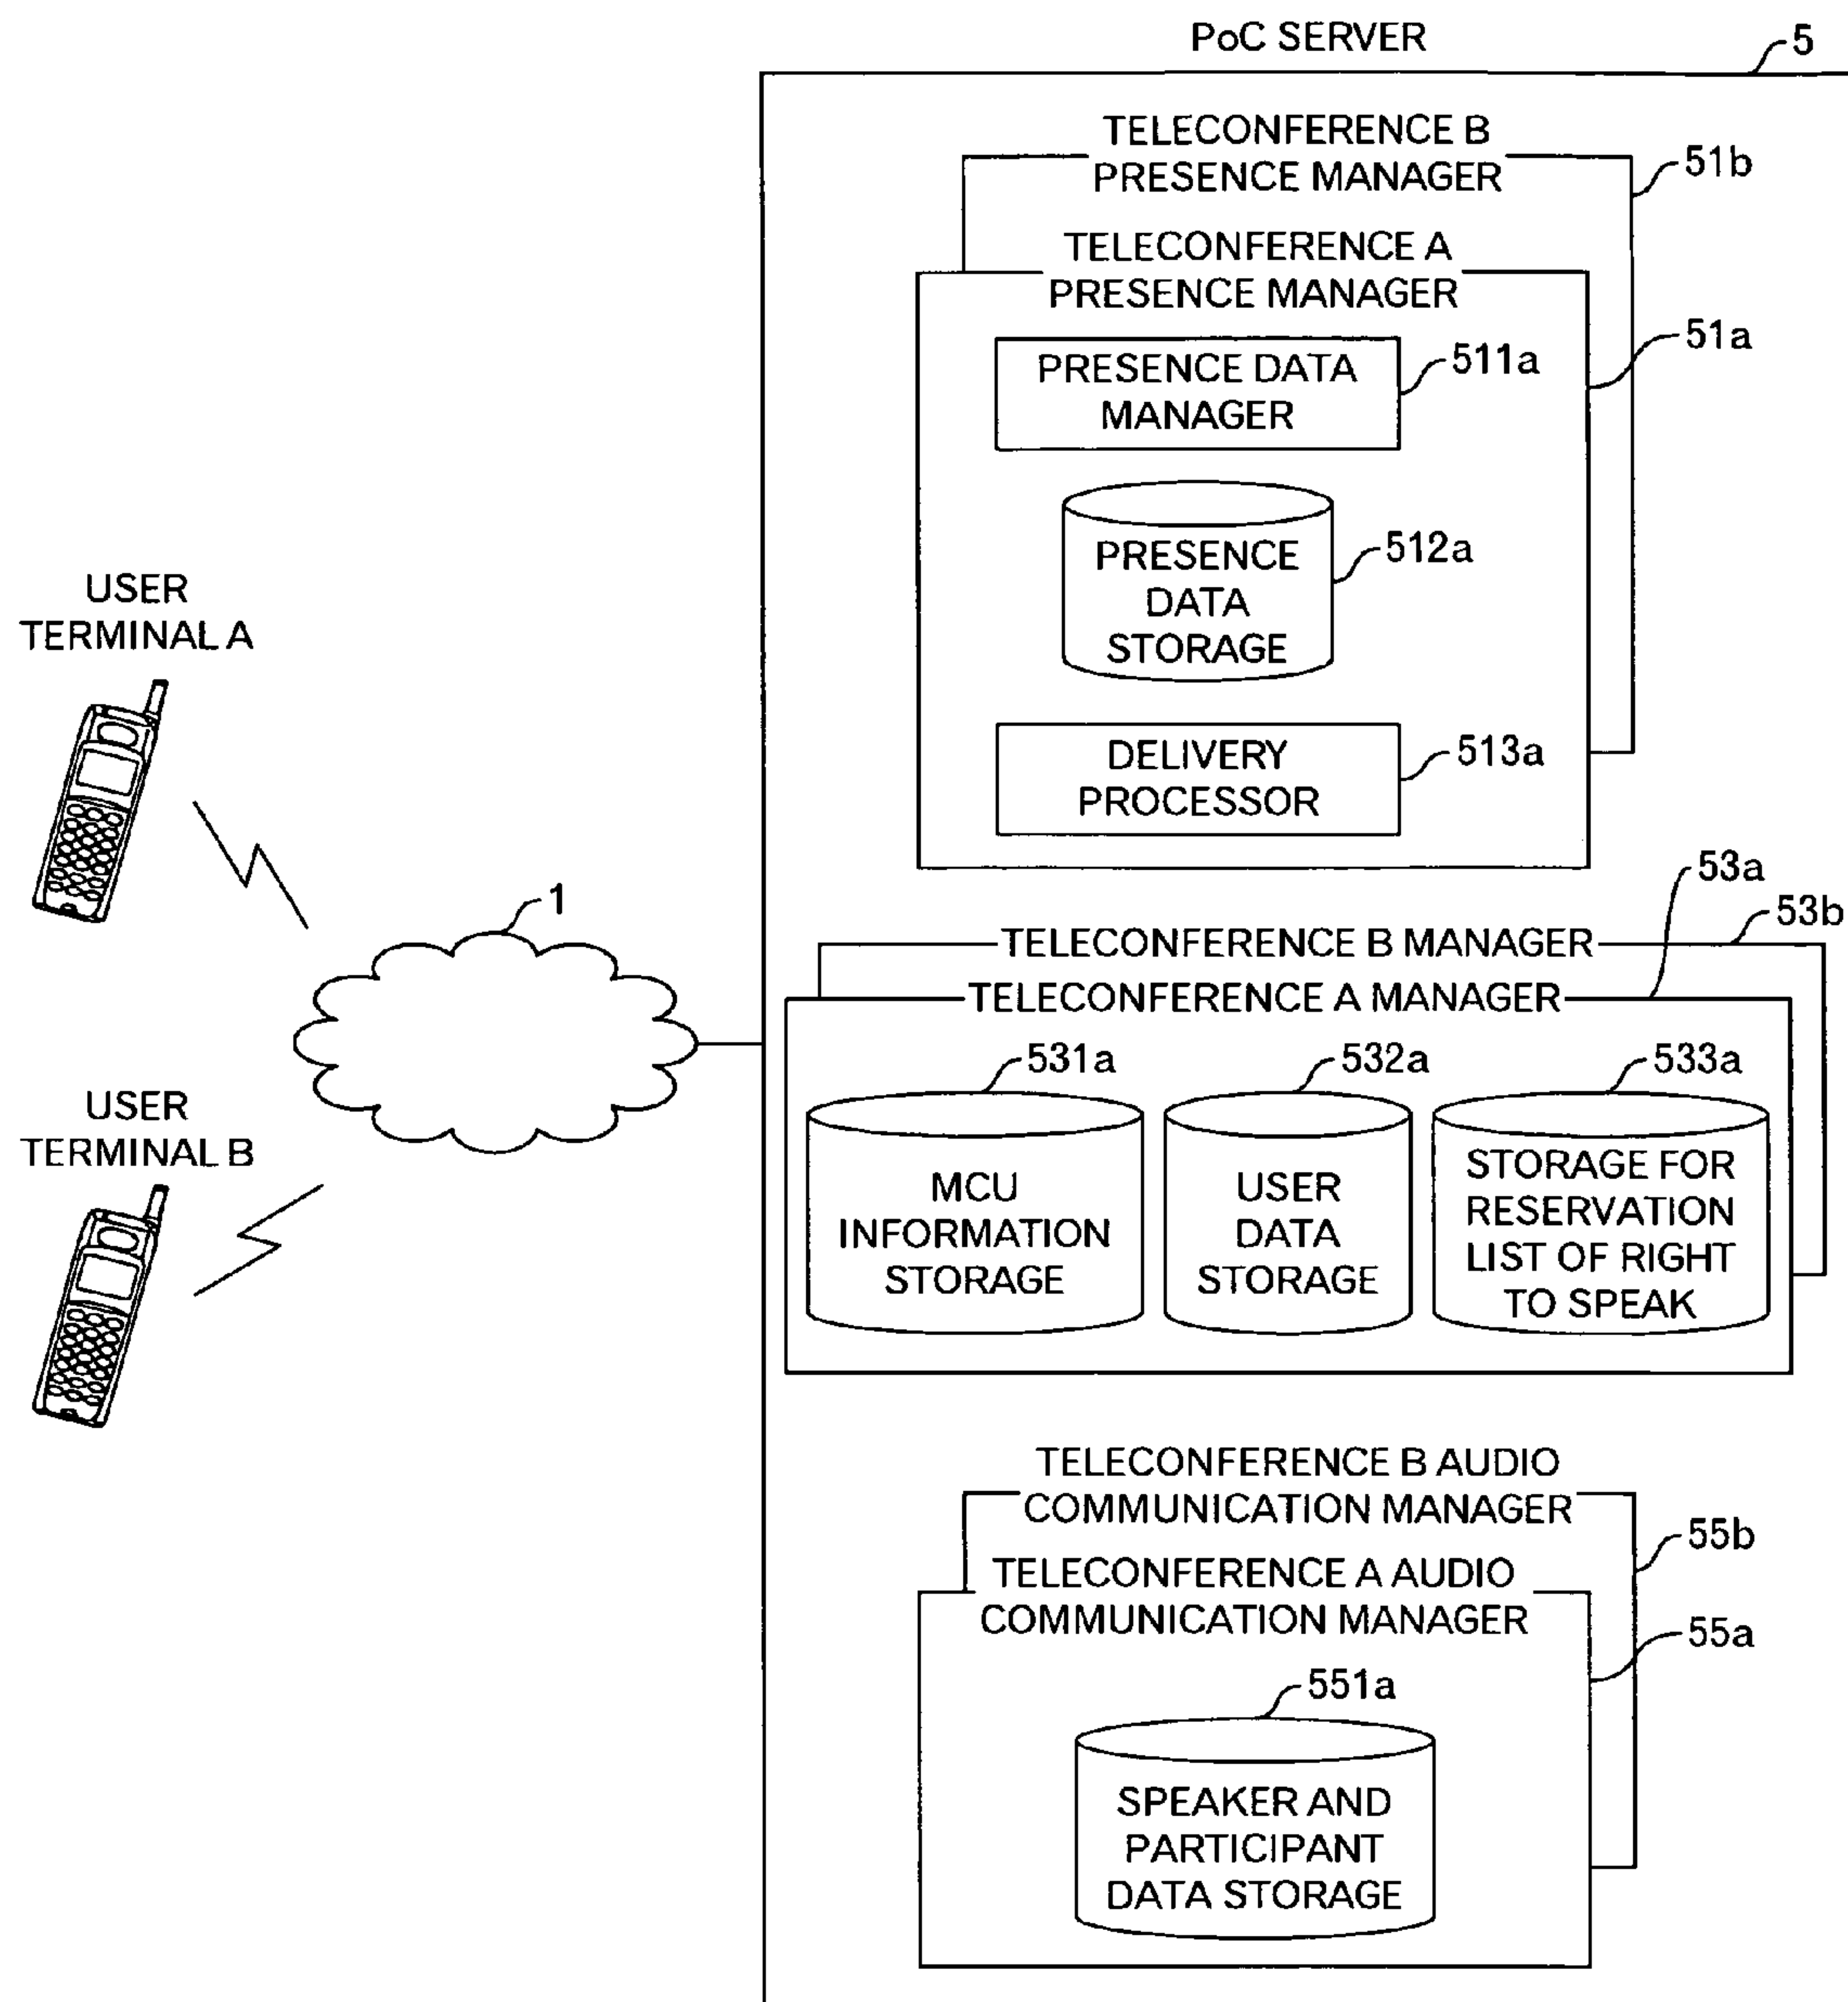 PoC SERVER
5
TELECONFERENCE B
PRESENCE MANAGER
51b
TELECONFERENCE A
PRESENCE MANAGER
51a
PRESENCE DATA
MANAGER
511a
PRESENCE
DATA
STORAGE
512a
DELIVERY
PROCESSOR
513a
USER
TERMINAL A
1
USER
TERMINAL B
53a
53b
TELECONFERENCE B MANAGER
TELECONFERENCE A MANAGER
531a
532a
533a
MCU
INFORMATION
STORAGE
USER
DATA
STORAGE
STORAGE FOR
RESERVATION
LIST OF RIGHT
TO SPEAK
TELECONFERENCE B AUDIO
COMMUNICATION MANAGER
55b
TELECONFERENCE A AUDIO
COMMUNICATION MANAGER
55a
551a
SPEAKER AND
PARTICIPANT
DATA STORAGE